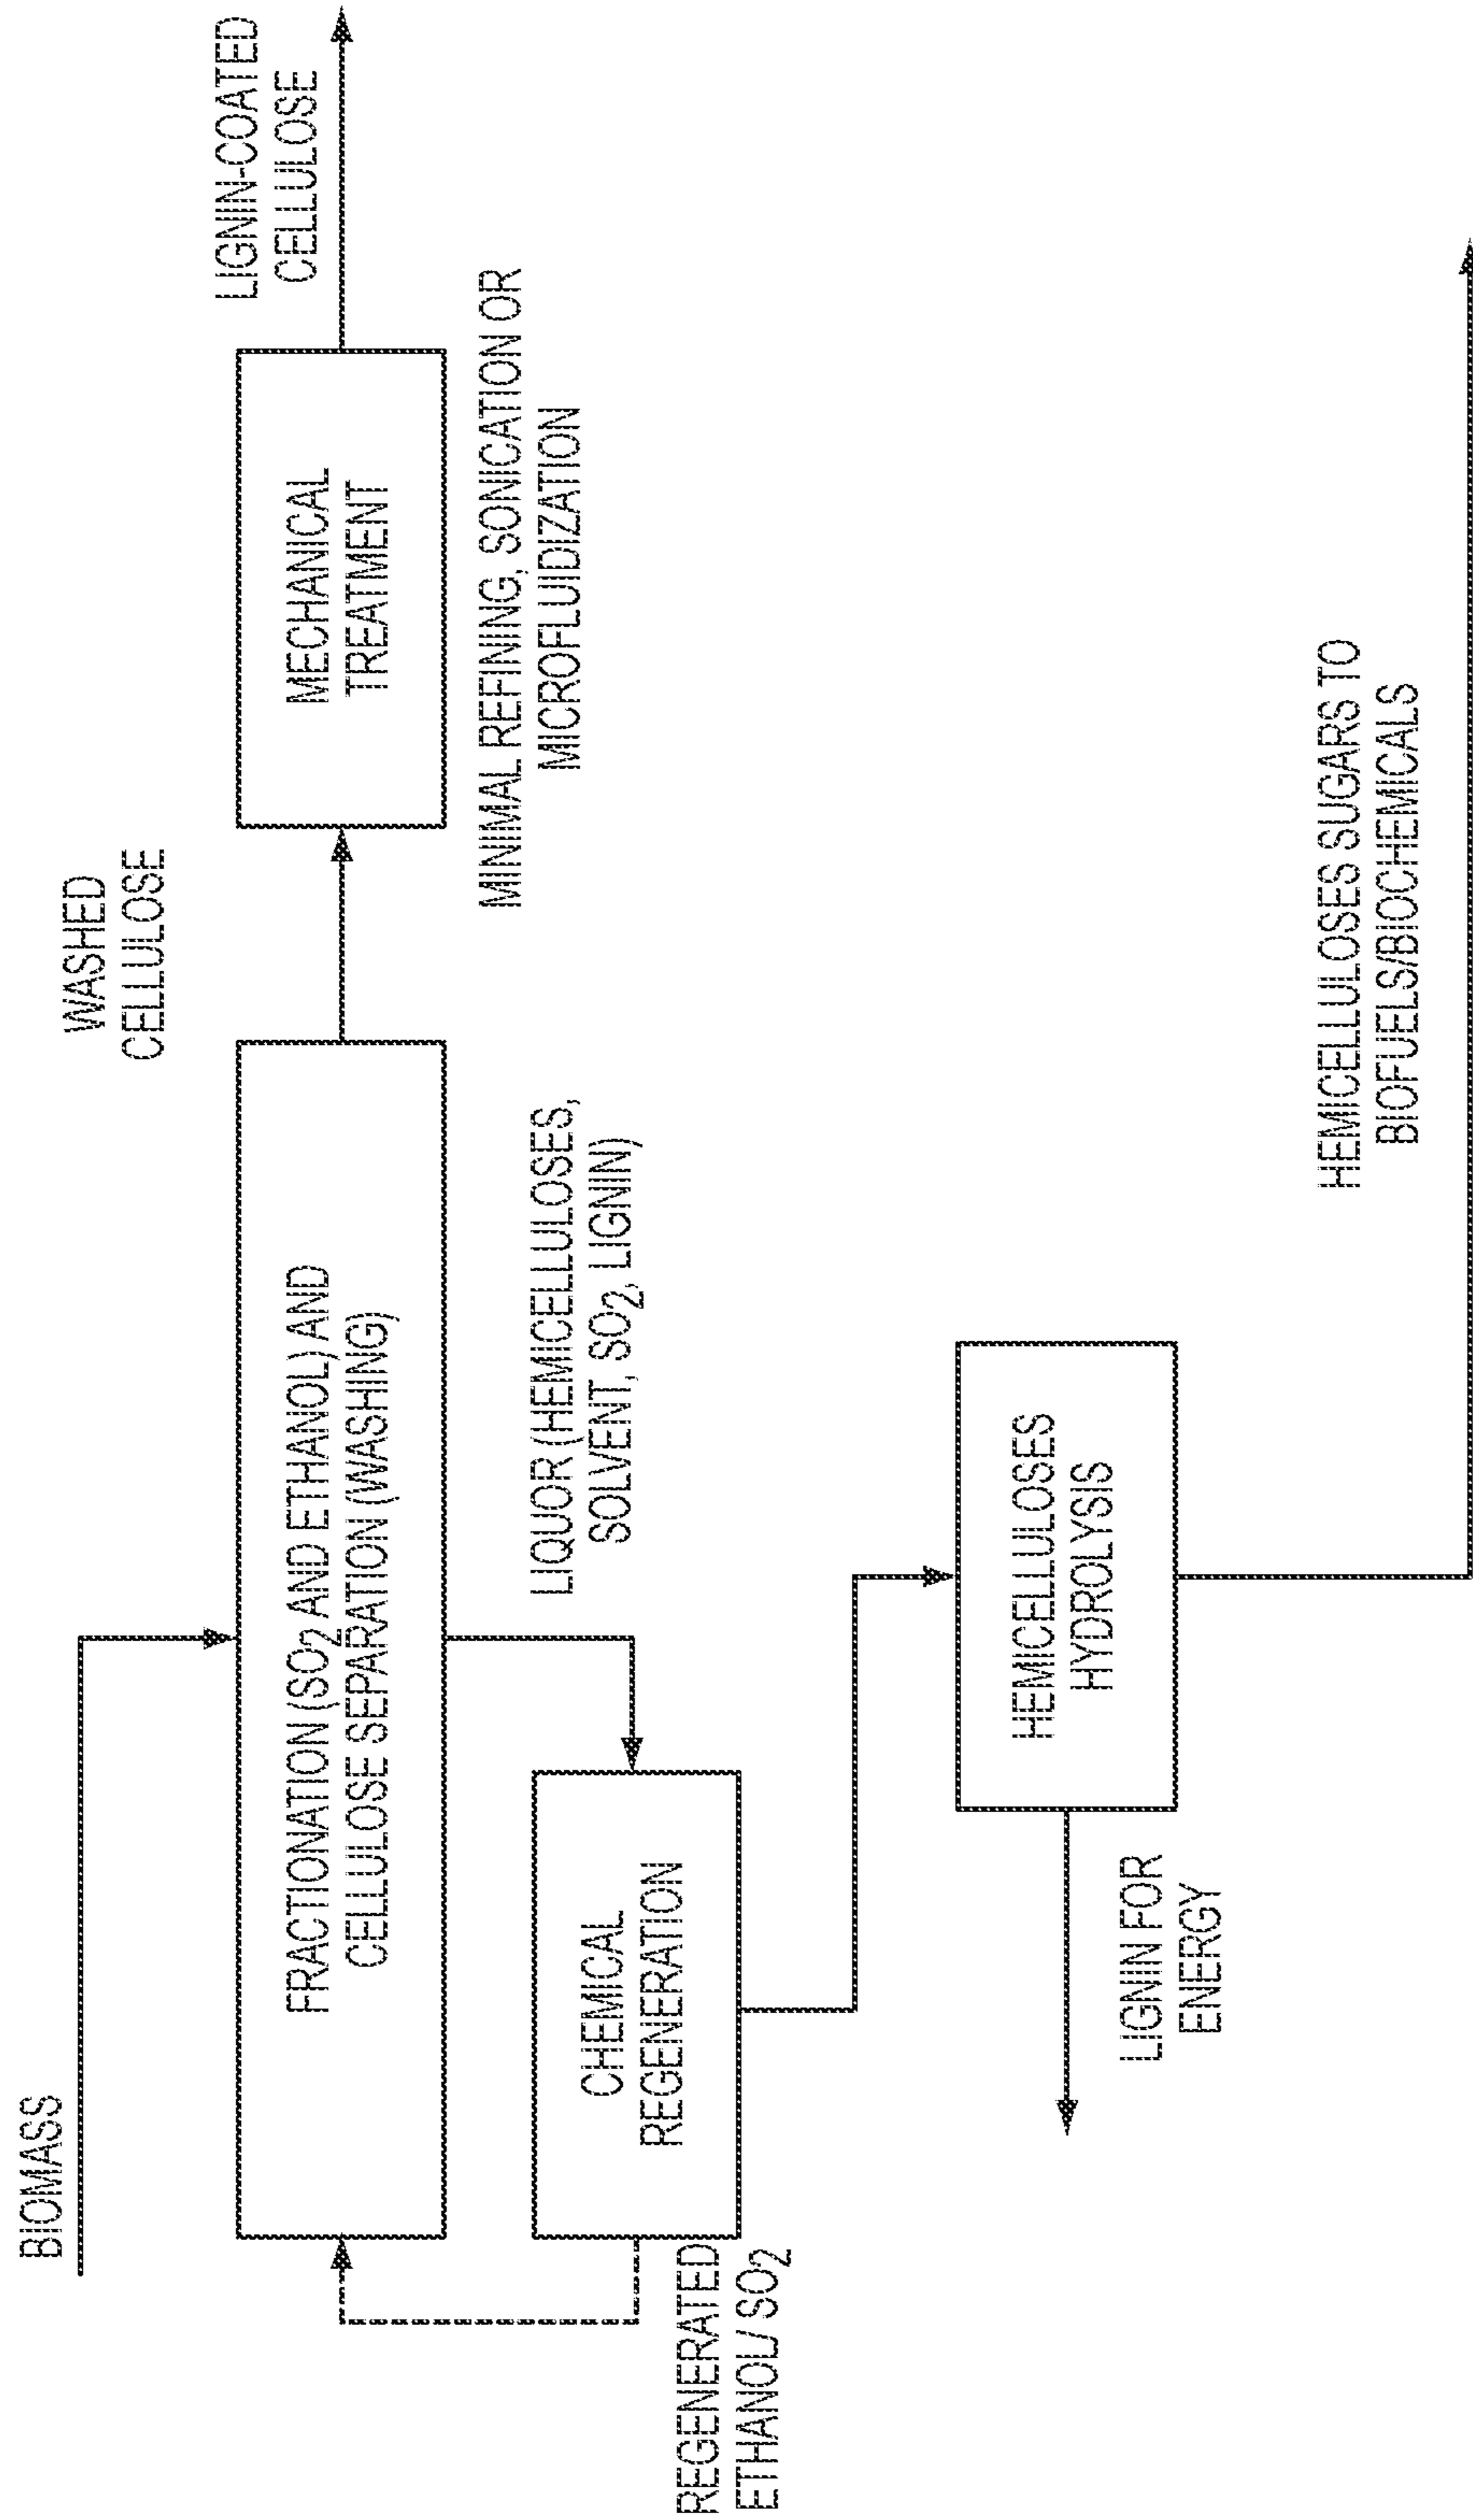 BIOMASS
FRACTIONATION (SO2 AND ETHANOL) AND
CELLULOSE SEPARATION (WASHING)
WASHED
CELLULOSE
MECHANICAL
TREATMENT
LIGNIN-COATED
CELLULOSE
MINIMAL REFINING, SONICATION OR
MICROFLUIDIZATION
LIQUOR (HEMICELLULOSES,
SOLVENT, SO2, LIGNIN)
CHEMICAL
REGENERATION
REGENERATED
ETHANOL/ SO2
HEMICELLULOSES
HYDROLYSIS
LIGNIN FOR
ENERGY
HEMICELLULOSES SUGARS TO
BIOFUELS/BIOCHEMICALS